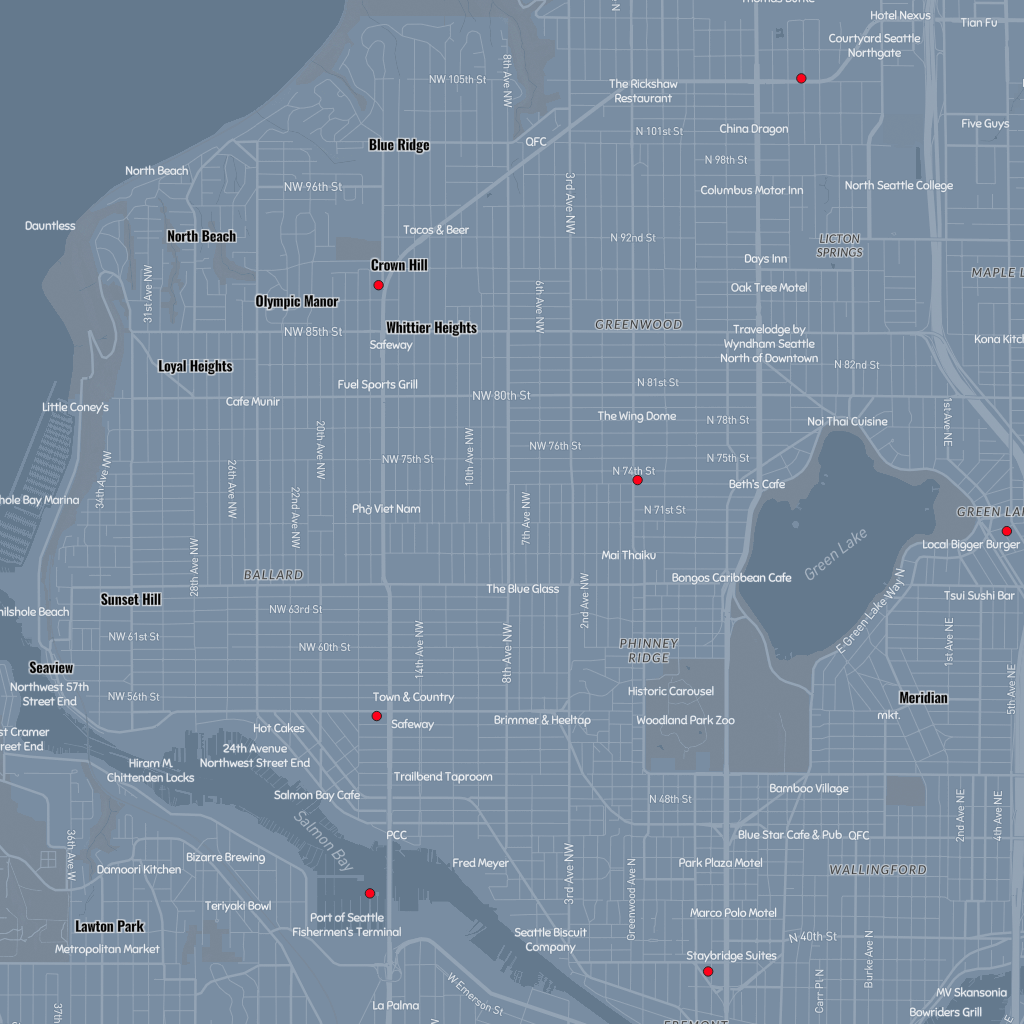 Thomas Burke
Hotel Nexus
Tian Fu
Courtyard Seattle
Northgate
8th Ave NW
NW 105th St
The Rickshaw
Restaurant
Five Guys
N 101st St
China Dragon
QFC
Blue Ridge
N 98th St
North Beach
NW 96th St
3rd Ave NW
Columbus Motor Inn
North Seattle College
Dauntless
Tacos & Beer
North Beach
N 92nd St
LICTON
SPRINGS
Crown Hill
Days Inn
MAPLE L
31st Ave NW
Oak Tree Motel
Olympic Manor
6th Ave NW
NW 85th St
Whittier Heights
GREENWOOD
Travelodge by
Wyndham Seattle
North of Downtown
Safeway
Kona Kitc
Loyal Heights
N 82nd St
Fuel Sports Grill
N 81st St
NW 80th St
Cafe Munir
Little Coney's
The Wing Dome
N 78th St
Noi Thai Cuisine
1st Ave NE
20th Ave NW
10th Ave NW
NW 76th St
NW 75th St
N 75th St
34th Ave NW
26th Ave NW
N 74th St
Beth's Cafe
hole Bay Marina
22nd Ave NW
Phở Viet Nam
7th Ave NW
N 71st St
GREEN LA
Local Bigger Burger
Green Lake
28th Ave NW
Mai Thaiku
BALLARD
Bongos Caribbean Cafe
The Blue Glass
2nd Ave NW
Tsui Sushi Bar
Sunset Hill
hilshole Beach
NW 63rd St
E Green Lake Way N
NW 61st St
NW 60th St
14th Ave NW
8th Ave NW
PHINNEY
RIDGE
1st Ave NE
Seaview
Northwest 57th
Street End
NW 56th St
Town & Country
Historic Carousel
Meridian
5th Ave NE
Safeway
Brimmer & Heeltap
Woodland Park Zoo
mkt.
st Cramer
reet End
Hot Cakes
24th Avenue
Northwest Street End
Hiram M.
Chittenden Locks
Trailbend Taproom
Salmon Bay Cafe
N 48th St
Bamboo Village
2nd Ave NE
4th Ave NE
Salmon Bay
PCC
Blue Star Cafe & Pub
QFC
36th Ave W
Bizarre Brewing
Damoori Kitchen
Fred Meyer
3rd Ave NW
Park Plaza Motel
WALLINGFORD
Greenwood Ave N
Teriyaki Bowl
Port of Seattle
Fishermen's Terminal
Marco Polo Motel
Lawton Park
Metropolitan Market
Seattle Biscuit
Company
N 40th St
Burke Ave N
Staybridge Suites
Carr Pl N
W Emerson St
MV Skansonia
La Palma
37th
Bowriders Grill
FREMONT